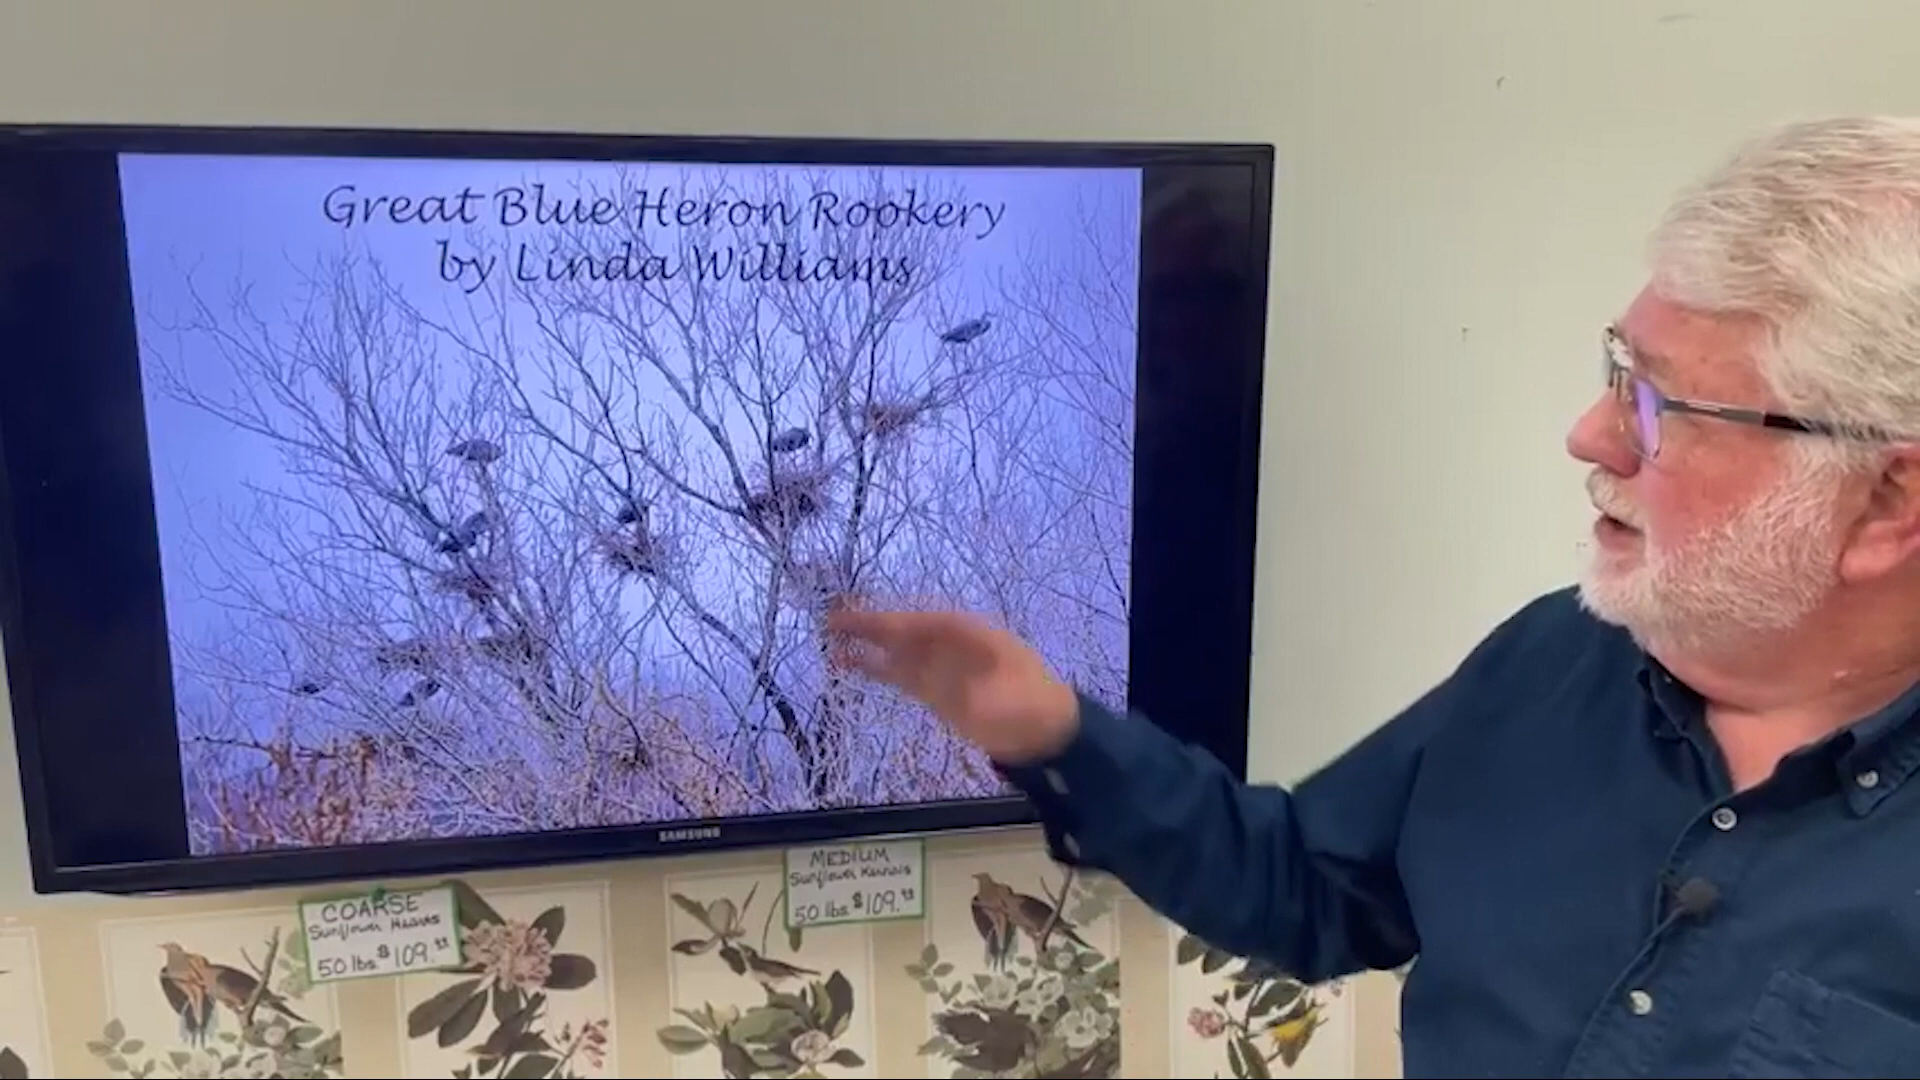 Great Blue Heron Rookery
by Linda Williams
SAMSUNG
COARSE
Sunflower Hearts
50 lbs. $109.99
MEDIUM
Sunflower Kernels
50 lbs. $109.99